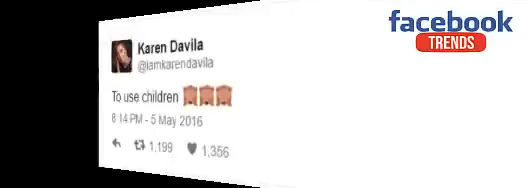 facebook
TRENDS
Karen Davila
@iamkarendavila
To use children 🙈🙈🙈
8:14 PM - 5 May 2016
1,199 1,356